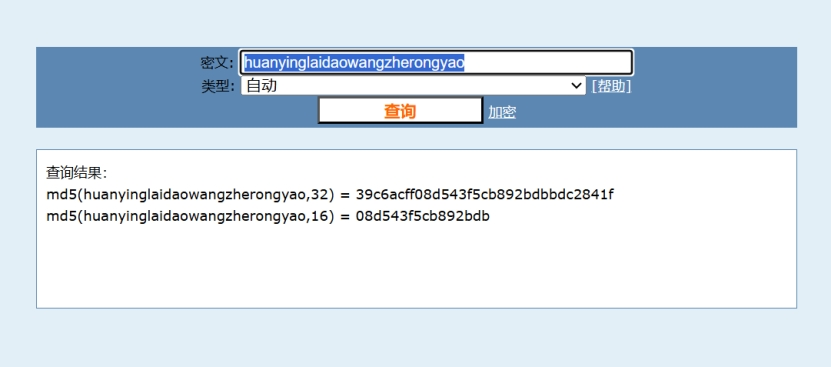 密文: huanyinglaidaowangzherongyao
类型: 自动 [帮助]
查询 加密
查询结果:
md5(huanyinglaidaowangzherongyao,32) = 39c6acff08d543f5cb892bdbbdc2841f
md5(huanyinglaidaowangzherongyao,16) = 08d543f5cb892bdb